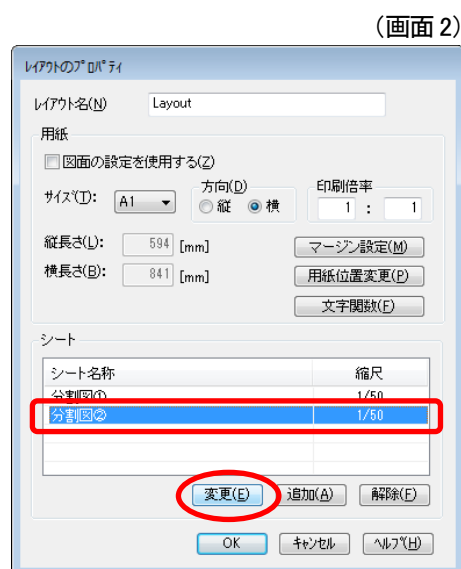 (画面 2)
レイアウトのプロパティ
レイアウト名(N) Layout
用紙
図面の設定を使用する(Z)
サイズ(T): A1 方向(D) 縦 横 印刷倍率 1 : 1
縦長さ(L): 594 [mm] マージン設定(M)
横長さ(B): 841 [mm] 用紙位置変更(P)
文字関数(F)
シート
シート名称 縮尺
分割図① 1/50
分割図② 1/50
変更(E) 追加(A) 解除(F)
OK キャンセル ヘルプ(H)